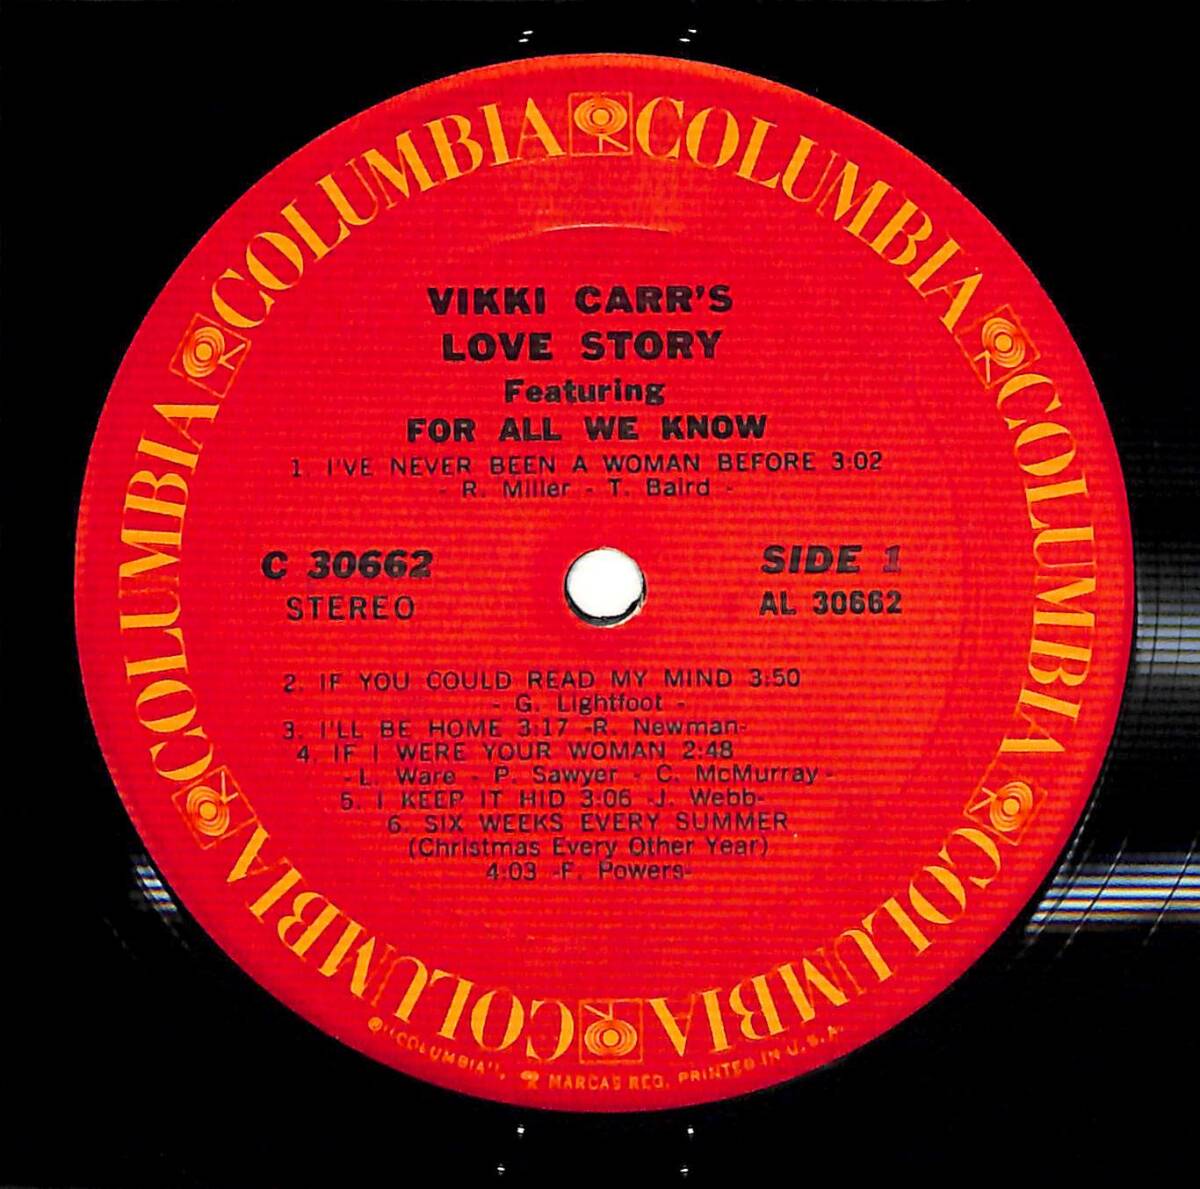 COLUMBIA COLUMBIA COLUMBIA COLUMBIA COLUMBIA COLUMBIA
VIKKI CARR'S
LOVE STORY
Featuring
FOR ALL WE KNOW
1. I'VE NEVER BEEN A WOMAN BEFORE 3:02
- R. Miller - T. Baird -
C 30662
STEREO
SIDE 1
AL 30662
2. IF YOU COULD READ MY MIND 3:50
- G. Lightfoot -
3. I'LL BE HOME 3:17 -R. Newman-
4. IF I WERE YOUR WOMAN 2:48
-L. Ware - P. Sawyer - C. McMurray-
5. I KEEP IT HID 3:06 -J. Webb-
6. SIX WEEKS EVERY SUMMER
(Christmas Every Other Year)
4:03 -F. Powers-
®"COLUMBIA", MARCAS REG. PRINTED IN U.S.A.